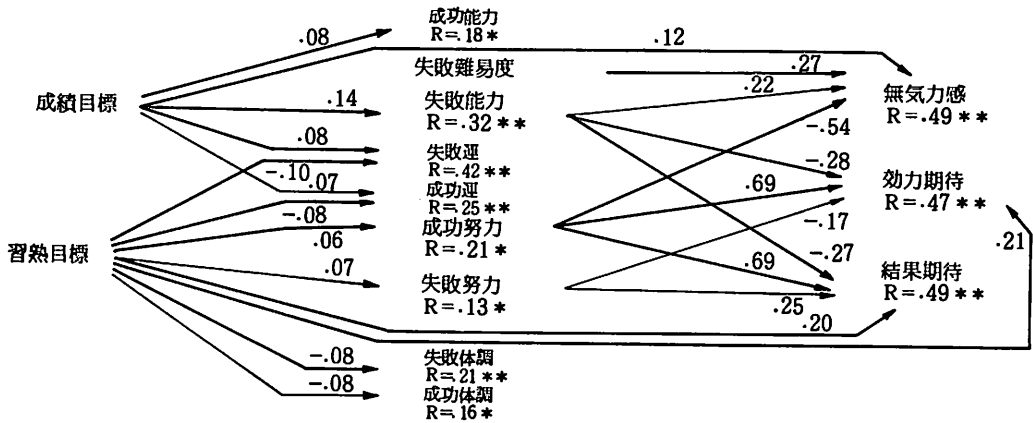 成績目標
習熟目標
.08
.12
.14
.08
-.10
.07
-.08
.06
.07
-.08
-.08
成功能力
R=.18*
失敗難易度
失敗能力
R=.32**
失敗運
R=.42**
成功運
R=.25**
成功努力
R=.21*
失敗努力
R=.13*
失敗体調
R=.21**
成功体調
R=.16*
.27
.22
-.54
-.28
.69
-.17
-.27
.69
.25
.20
.21
無気力感
R=.49**
効力期待
R=.47**
結果期待
R=.49**